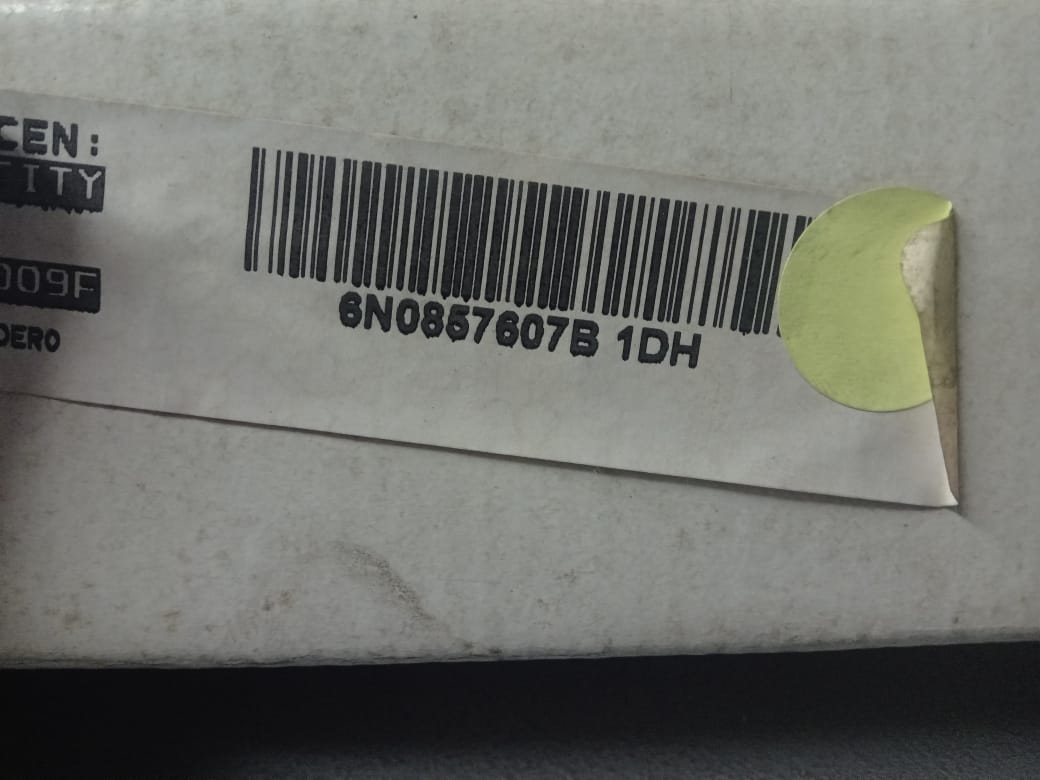 CEN:
ITY
009F
DERO
6N0857607B 1DH